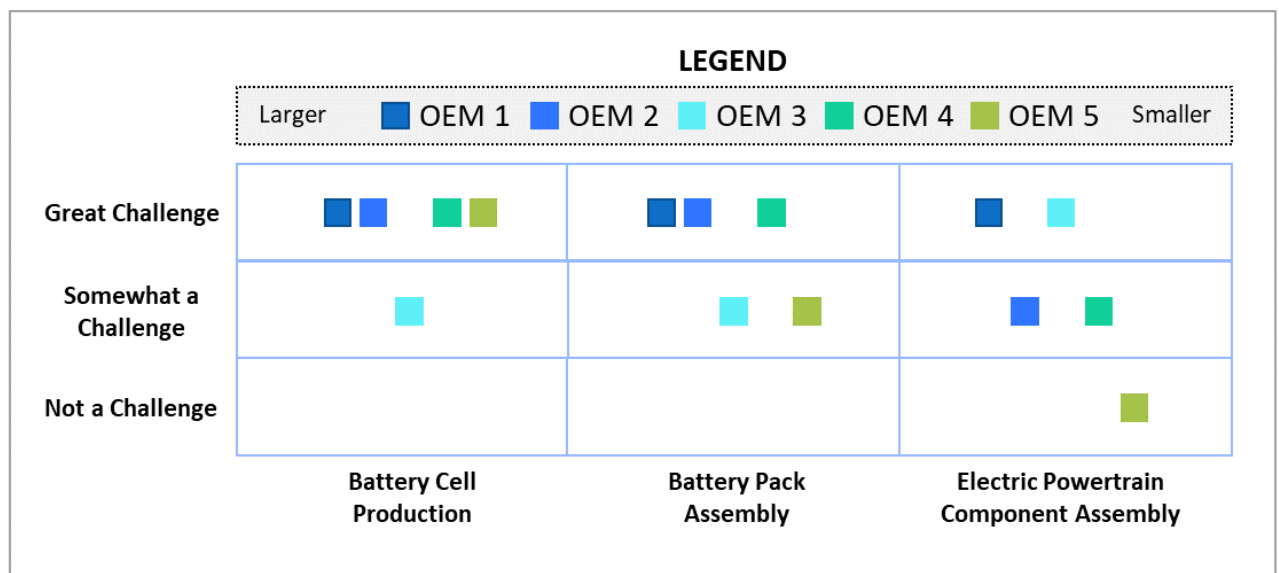 LEGEND
Larger OEM 1 OEM 2 OEM 3 OEM 4 OEM 5 Smaller
Great Challenge
Somewhat a
Challenge
Not a Challenge
Battery Cell
Production
Battery Pack
Assembly
Electric Powertrain
Component Assembly